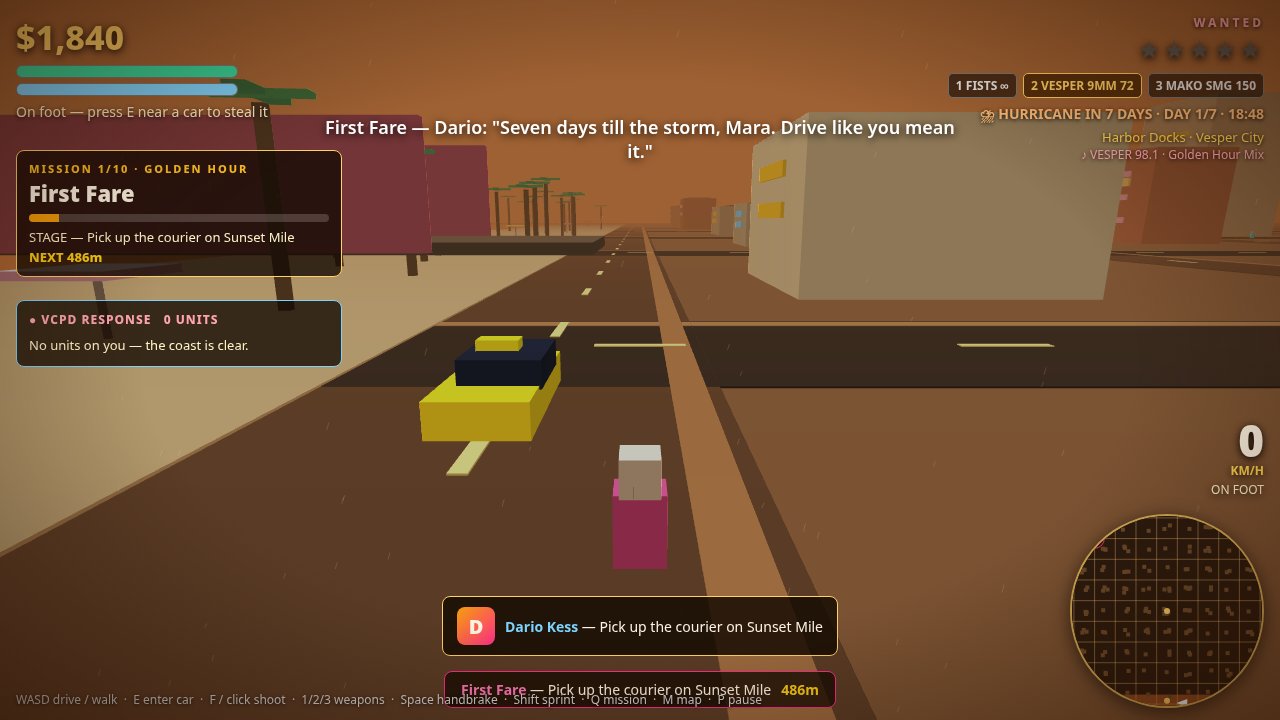 $1,840
On foot — press E near a car to steal it
MISSION 1/10 · GOLDEN HOUR
First Fare
STAGE — Pick up the courier on Sunset Mile
NEXT 486m
● VCPD RESPONSE 0 UNITS
No units on you — the coast is clear.
First Fare — Dario: "Seven days till the storm, Mara. Drive like you mean
it."
WANTED
★ ★ ★ ★ ★
1 FISTS ∞
2 VESPER 9MM 72
3 MAKO SMG 150
⛈ HURRICANE IN 7 DAYS · DAY 1/7 · 18:48
Harbor Docks · Vesper City
♪ VESPER 98.1 · Golden Hour Mix
0
KM/H
ON FOOT
D
Dario Kess — Pick up the courier on Sunset Mile
First Fare — Pick up the courier on Sunset Mile 486m
WASD drive / walk · E enter car · F / click shoot · 1/2/3 weapons · Space handbrake · Shift sprint · Q mission · M map · P pause